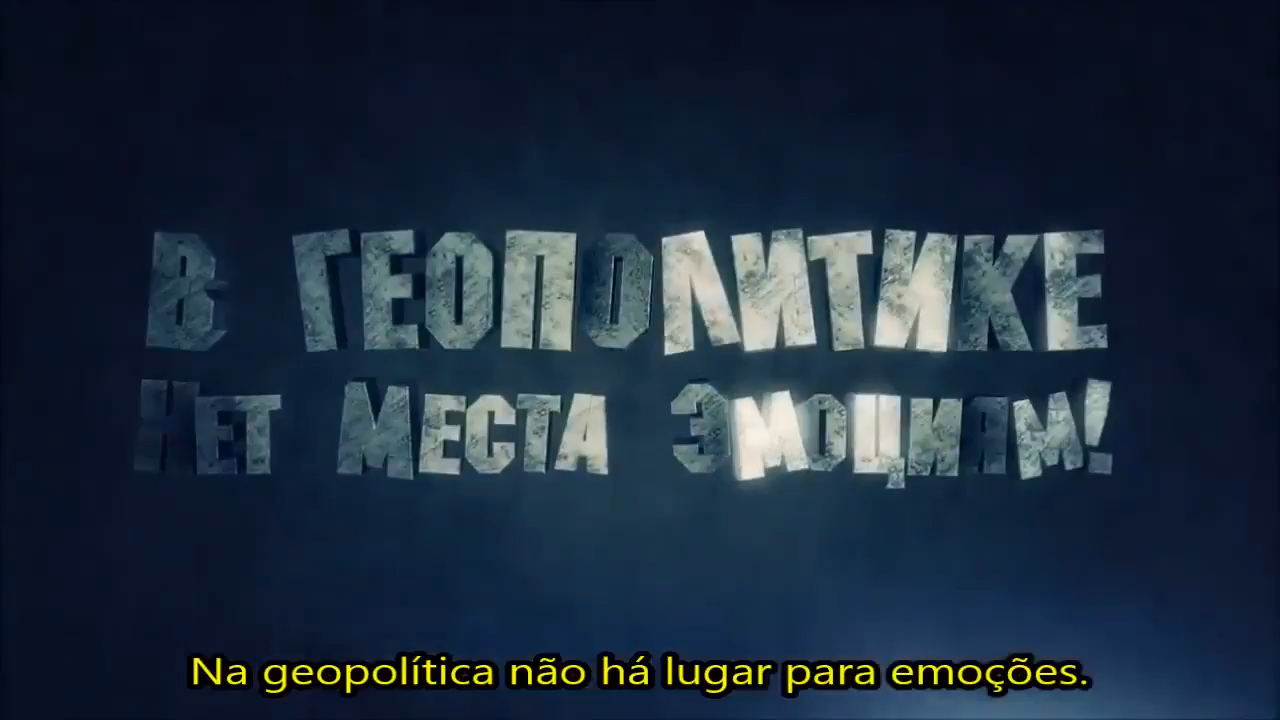 В ГЕОПОЛИТИКЕ
НЕТ МЕСТА ЭМОЦИЯМ!
Na geopolítica não há lugar para emoções.